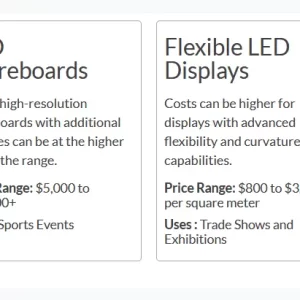 D
reboards
high-resolution
oards with additional
es can be at the higher
the range.
Range: $5,000 to
00+
Sports Events
Flexible LED
Displays
Costs can be higher for
displays with advanced
flexibility and curvature
capabilities.
Price Range: $800 to $3
per square meter
Uses : Trade Shows and
Exhibitions